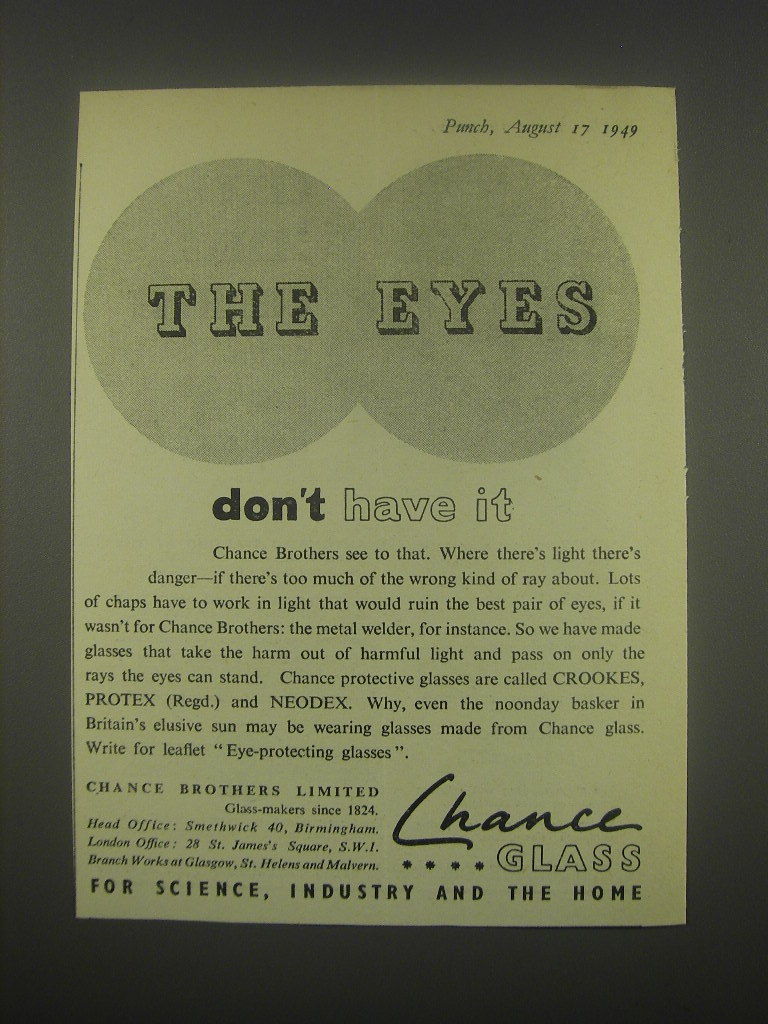 Punch, August 17 1949
THE EYES
don't have it
Chance Brothers see to that. Where there's light there's
danger—if there's too much of the wrong kind of ray about. Lots
of chaps have to work in light that would ruin the best pair of eyes, if it
wasn't for Chance Brothers: the metal welder, for instance. So we have made
glasses that take the harm out of harmful light and pass on only the
rays the eyes can stand. Chance protective glasses are called CROOKES,
PROTEX (Regd.) and NEODEX. Why, even the noonday basker in
Britain's elusive sun may be wearing glasses made from Chance glass.
Write for leaflet "Eye-protecting glasses".
CHANCE BROTHERS LIMITED
Glass-makers since 1824.
Head Office: Smethwick 40, Birmingham.
London Office: 28 St. James's Square, S.W.1.
Branch Works at Glasgow, St. Helens and Malvern.
Chance
GLASS
FOR SCIENCE, INDUSTRY AND THE HOME